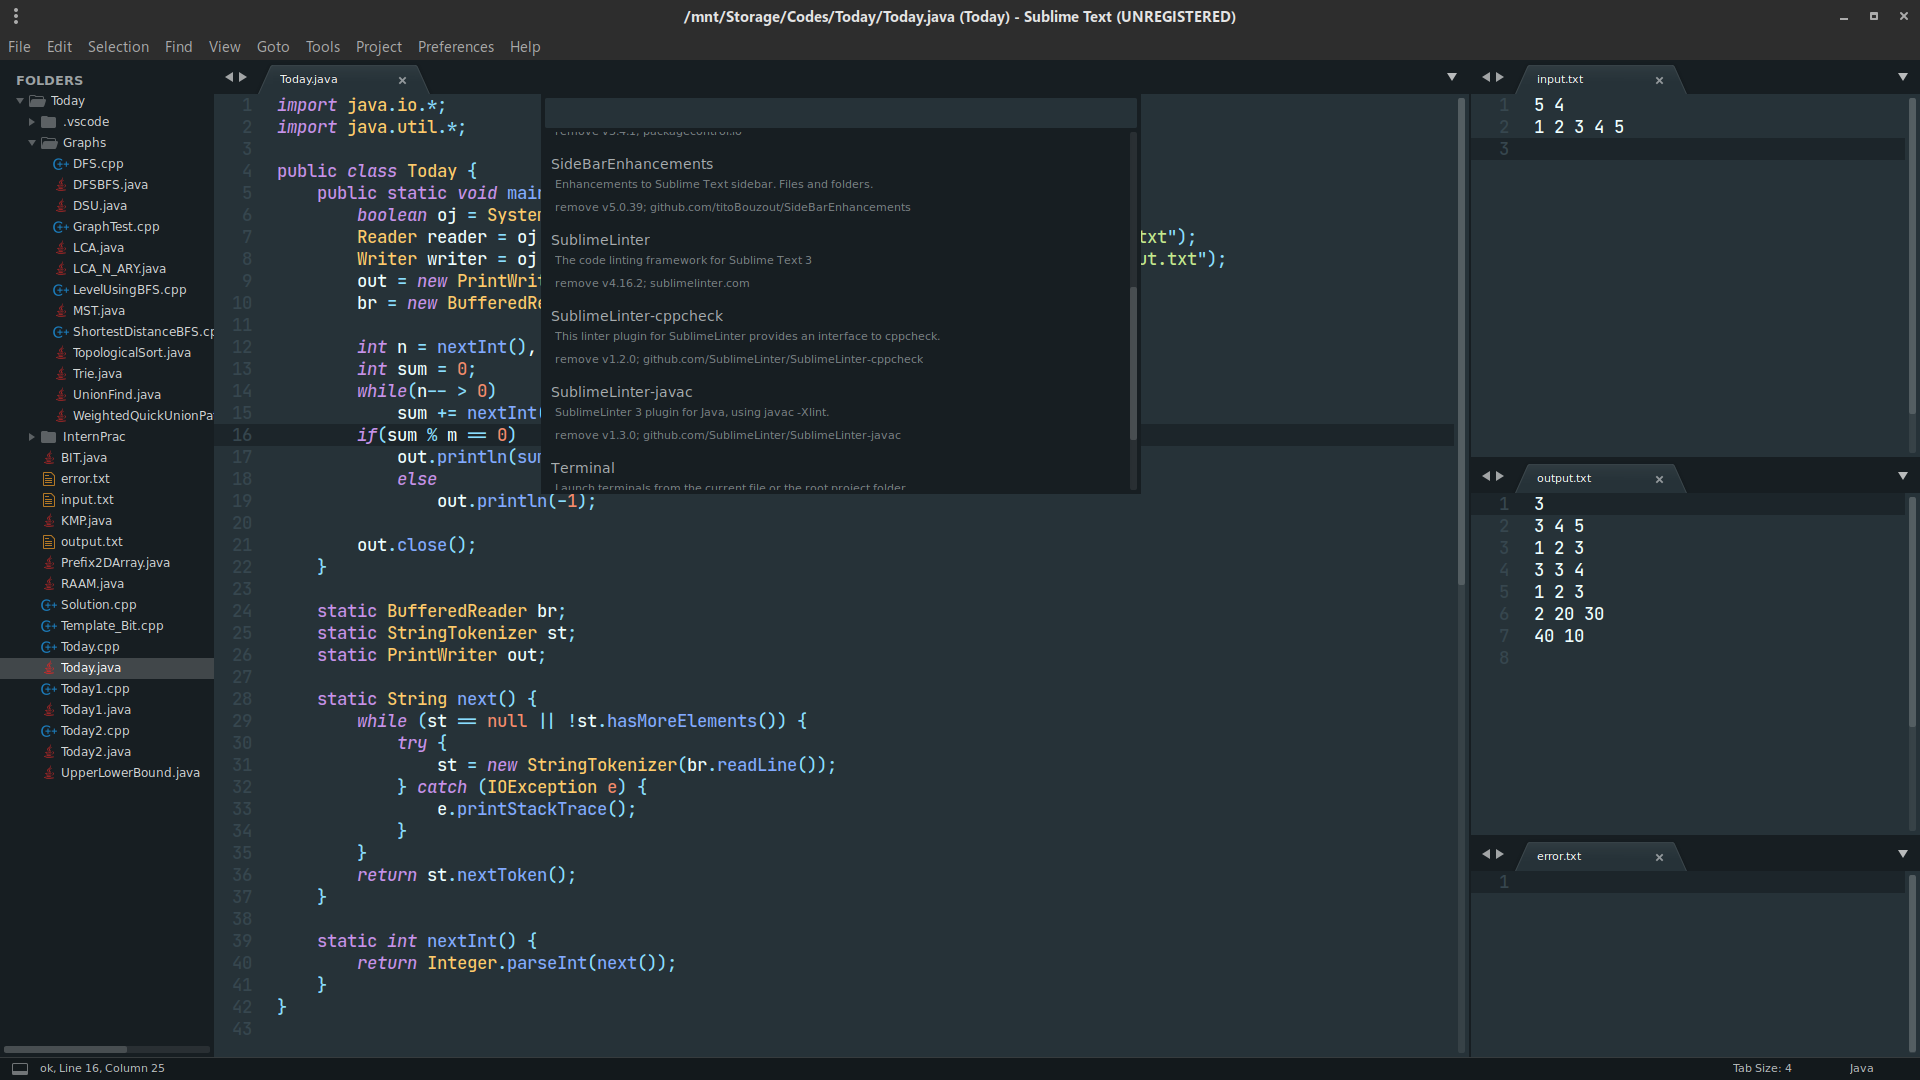 /mnt/Storage/Codes/Today/Today.java (Today) - Sublime Text (UNREGISTERED)
File Edit Selection Find View Goto Tools Project Preferences Help
FOLDERS
Today
.vscode
Graphs
DFS.cpp
DFSBFS.java
DSU.java
GraphTest.cpp
LCA.java
LCA_N_ARY.java
LevelUsingBFS.cpp
MST.java
ShortestDistanceBFS.cp
TopologicalSort.java
Trie.java
UnionFind.java
WeightedQuickUnionPa
InternPrac
BIT.java
error.txt
input.txt
KMP.java
output.txt
Prefix2DArray.java
RAAM.java
Solution.cpp
Template_Bit.cpp
Today.cpp
Today.java
Today1.cpp
Today1.java
Today2.cpp
Today2.java
UpperLowerBound.java
Today.java
1 import java.io.*;
2 import java.util.*;
3
4 public class Today {
5 public static void main
6 boolean oj = System
7 Reader reader = oj txt");
8 Writer writer = oj ut.txt");
9 out = new PrintWrit
10 br = new BufferedRe
11
12 int n = nextInt(),
13 int sum = 0;
14 while(n-- > 0)
15 sum += nextInt(
16 if(sum % m == 0)
17 out.println(sum
18 else
19 out.println(-1);
20
21 out.close();
22 }
23
24 static BufferedReader br;
25 static StringTokenizer st;
26 static PrintWriter out;
27
28 static String next() {
29 while (st == null || !st.hasMoreElements()) {
30 try {
31 st = new StringTokenizer(br.readLine());
32 } catch (IOException e) {
33 e.printStackTrace();
34 }
35 }
36 return st.nextToken();
37 }
38
39 static int nextInt() {
40 return Integer.parseInt(next());
41 }
42 }
43
remove v3.4.1; packagecontrol.io
SideBarEnhancements
Enhancements to Sublime Text sidebar. Files and folders.
remove v5.0.39; github.com/titoBouzout/SideBarEnhancements
SublimeLinter
The code linting framework for Sublime Text 3
remove v4.16.2; sublimelinter.com
SublimeLinter-cppcheck
This linter plugin for SublimeLinter provides an interface to cppcheck.
remove v1.2.0; github.com/SublimeLinter/SublimeLinter-cppcheck
SublimeLinter-javac
SublimeLinter 3 plugin for Java, using javac -Xlint.
remove v1.3.0; github.com/SublimeLinter/SublimeLinter-javac
Terminal
Launch terminals from the current file or the root project folder
input.txt
1 5 4
2 1 2 3 4 5
3
output.txt
1 3
2 3 4 5
3 1 2 3
4 3 3 4
5 1 2 3
6 2 20 30
7 40 10
8
error.txt
1
ok, Line 16, Column 25
Tab Size: 4
Java